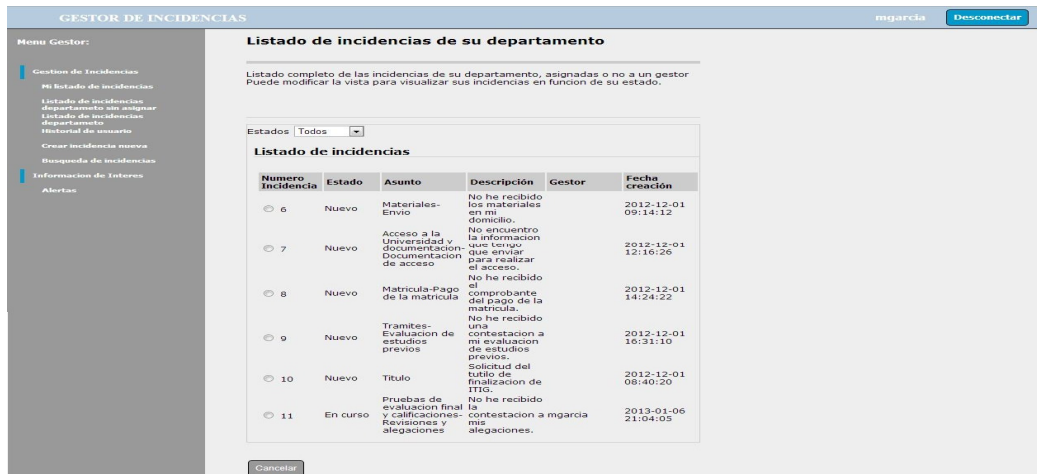 GESTOR DE INCIDENCIAS
mgarcia
Desconectar
Menu Gestor:
Gestion de Incidencias
Mi listado de incidencias
Listado de incidencias
departameto sin asignar
Listado de incidencias
departameto
Historial de usuario
Crear incidencia nueva
Busqueda de incidencias
Informacion de Interes
Alertas
Listado de incidencias de su departamento
Listado completo de las incidencias de su departamento, asignadas o no a un gestor
Puede modificar la vista para visualizar sus incidencias en funcion de su estado.
Estados Todos
Listado de incidencias
Numero
Incidencia
Estado
Asunto
Descripción
Gestor
Fecha
creación
6
Nuevo
Materiales-
Envio
No he recibido
los materiales
en mi
domicilio.
2012-12-01
09:14:12
7
Nuevo
Acceso a la
Universidad y
documentacion-
Documentacion
de acceso
No encuentro
la informacion
que tengo
que enviar
para realizar
el acceso.
2012-12-01
12:16:26
8
Nuevo
Matricula-Pago
de la matricula
No he recibido
el
comprobante
del pago de la
matricula.
2012-12-01
14:24:22
9
Nuevo
Tramites-
Evaluacion de
estudios
previos
No he recibido
una
contestacion a
mi evaluacion
de estudios
previos.
2012-12-01
16:31:10
10
Nuevo
Titulo
Solicitud del
tutilo de
finalizacion de
ITIG.
2012-12-01
08:40:20
11
En curso
Pruebas de
evaluacion final
y calificaciones-
Revisiones y
alegaciones
No he recibido
la
contestacion a
mis
alegaciones.
mgarcia
2013-01-06
21:04:05
Cancelar